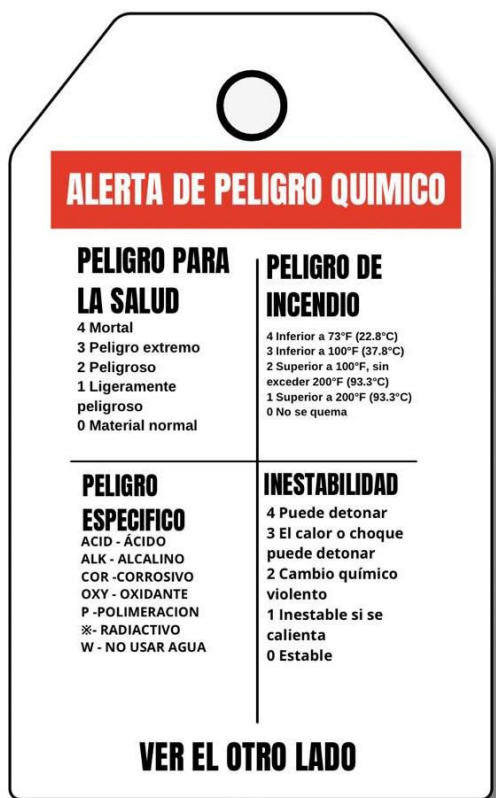 ALERTA DE PELIGRO QUIMICO
PELIGRO PARA
LA SALUD
4 Mortal
3 Peligro extremo
2 Peligroso
1 Ligeramente
peligroso
0 Material normal
PELIGRO DE
INCENDIO
4 Inferior a 73°F (22.8°C)
3 Inferior a 100°F (37.8°C)
2 Superior a 100°F, sin
exceder 200°F (93.3°C)
1 Superior a 200°F (93.3°C)
0 No se quema
PELIGRO
ESPECIFICO
ACID - ÁCIDO
ALK - ALCALINO
COR -CORROSIVO
OXY - OXIDANTE
P -POLIMERACION
※- RADIACTIVO
W - NO USAR AGUA
INESTABILIDAD
4 Puede detonar
3 El calor o choque
puede detonar
2 Cambio químico
violento
1 Inestable si se
calienta
0 Estable
VER EL OTRO LADO